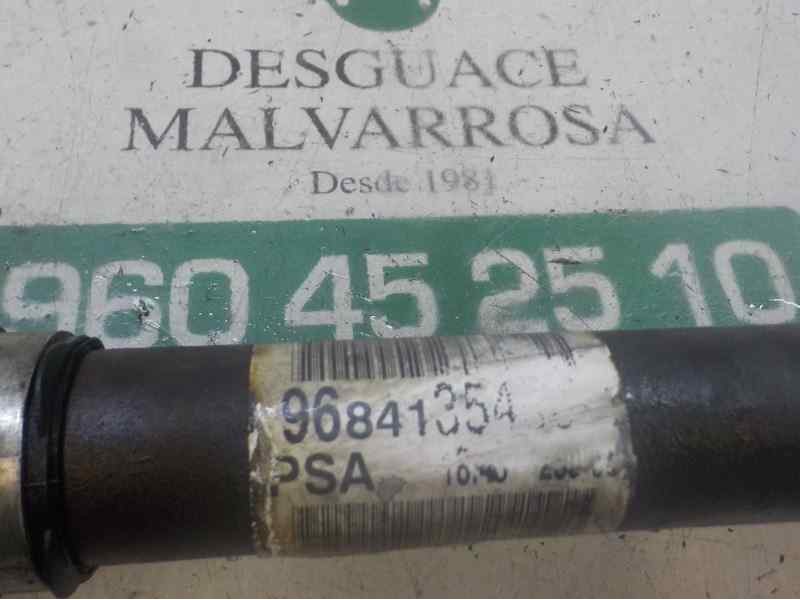 DESGUACE
MALVARROSA
Desde 1981
960 45 25 10
96841354
PSA